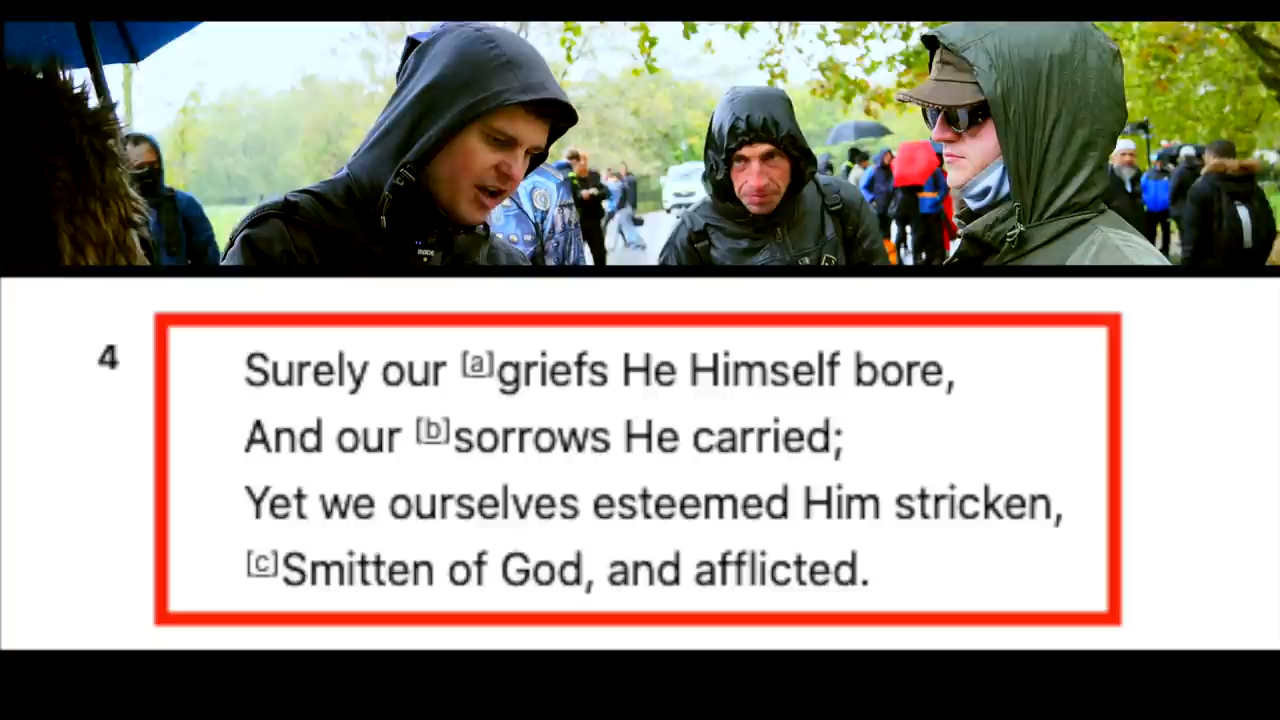 4
Surely our [a]griefs He Himself bore,
And our [b]sorrows He carried;
Yet we ourselves esteemed Him stricken,
[c]Smitten of God, and afflicted.